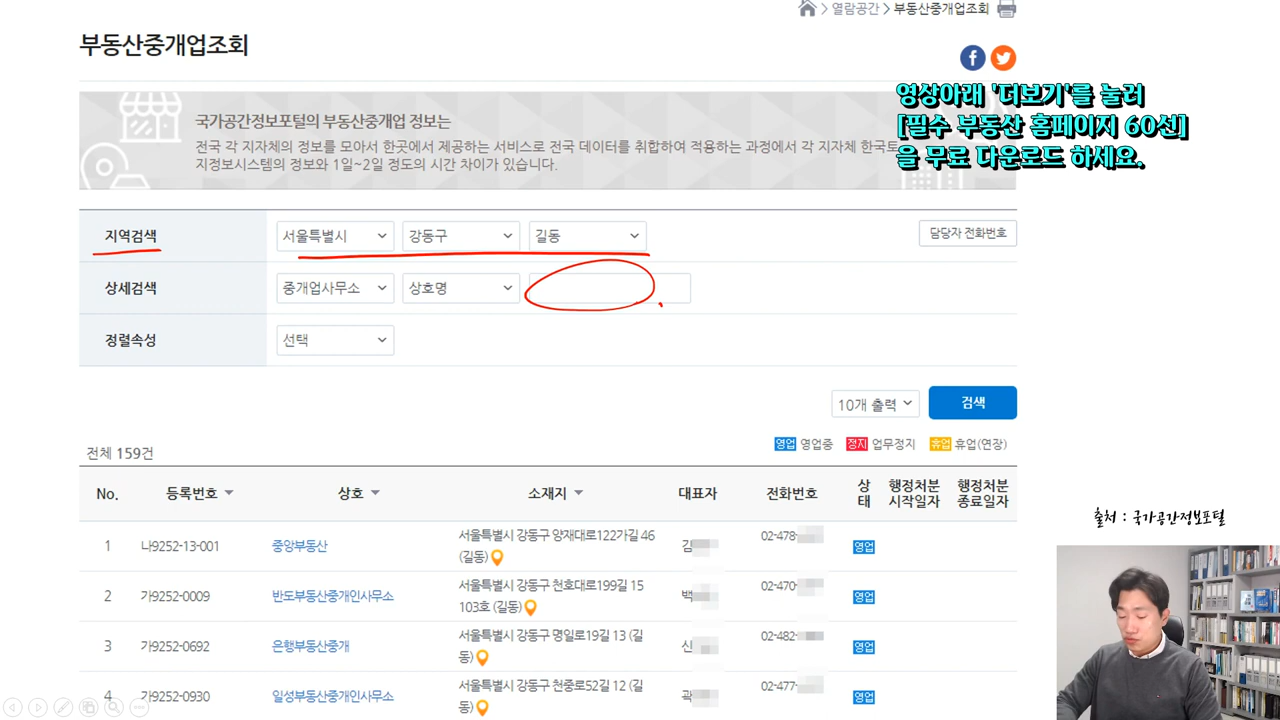 열람공간 > 부동산중개업조회
부동산중개업조회
영상아래 '더보기'를 눌러
[필수 부동산 홈페이지 60선]
을 무료 다운로드 하세요.
국가공간정보포털의 부동산중개업 정보는
전국 각 지자체의 정보를 모아서 한곳에서 제공하는 서비스로 전국 데이터를 취합하여 적용하는 과정에서 각 지자체 한국토
지정보시스템의 정보와 1일~2일 정도의 시간 차이가 있습니다.
지역검색 서울특별시 강동구 길동 담당자 전화번호
상세검색 중개업사무소 상호명
정렬속성 선택
10개 출력 검색
전체 159건 영업 영업중 정지 업무정지 휴업 휴업(연장)
No. 등록번호 상호 소재지 대표자 전화번호 상태 행정처분시작일자 행정처분종료일자
1 나9252-13-001 중앙부동산 서울특별시 강동구 양재대로122가길 46 (길동) 김 02-478- 영업
2 가9252-0009 반도부동산중개인사무소 서울특별시 강동구 천호대로199길 15 103호 (길동) 백 02-470- 영업
3 가9252-0692 은행부동산중개 서울특별시 강동구 명일로19길 13 (길동) 신 02-482- 영업
4 가9252-0930 일성부동산중개인사무소 서울특별시 강동구 천중로52길 12 (길동) 곽 02-477- 영업
출처 : 국가공간정보포털